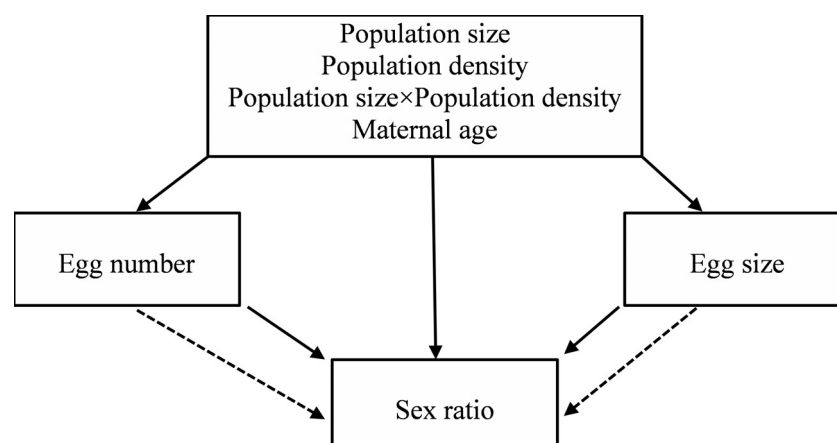 Population size
Population density
Population size×Population density
Maternal age
Egg number
Egg size
Sex ratio